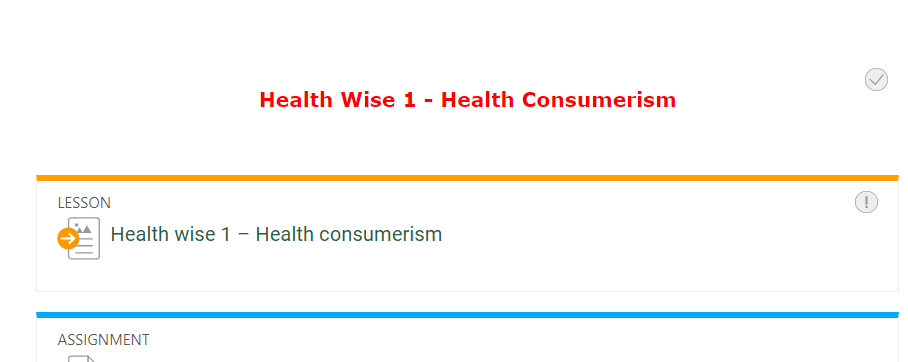 Health Wise 1 - Health Consumerism
LESSON
Health wise 1 – Health consumerism
ASSIGNMENT